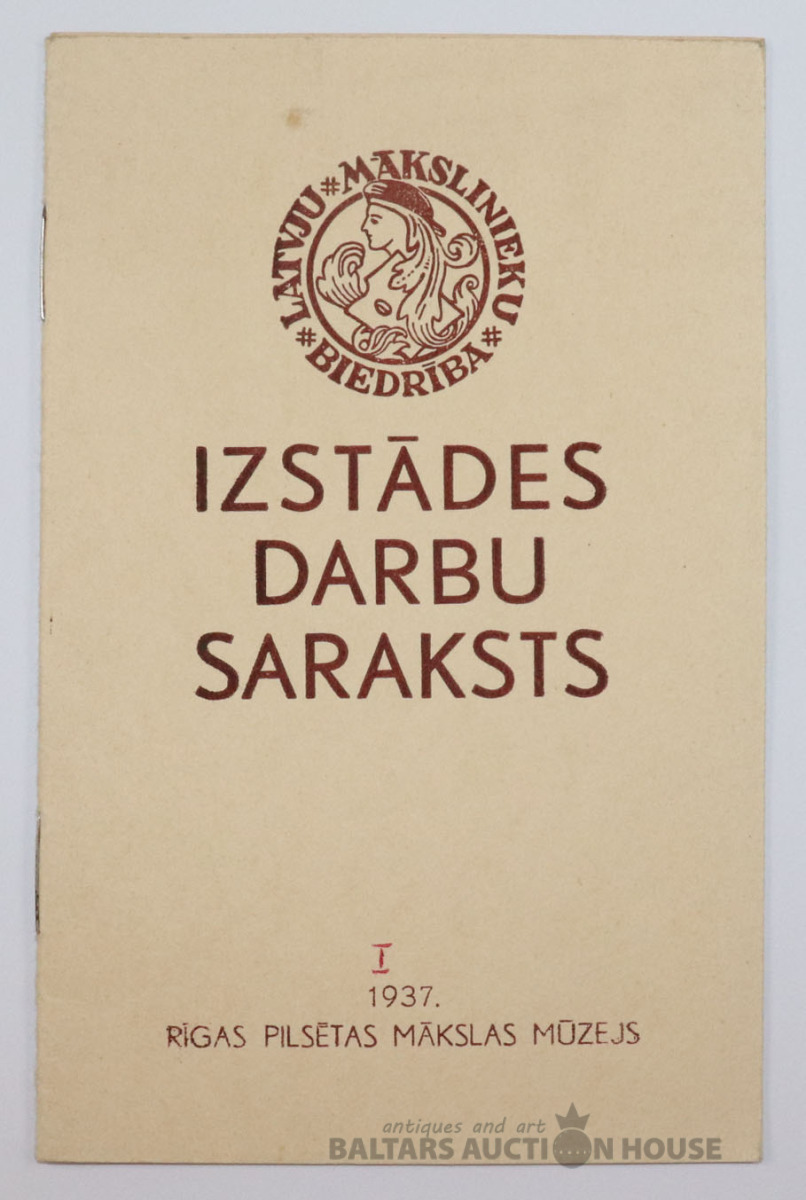 LATVJU # MĀKSLINIEKU # BIEDRĪBA #
IZSTĀDES
DARBU
SARAKSTS
I
1937.
RĪGAS PILSĒTAS MĀKSLAS MŪZEJS
antiques and art
BALTARS AUCTION HOUSE